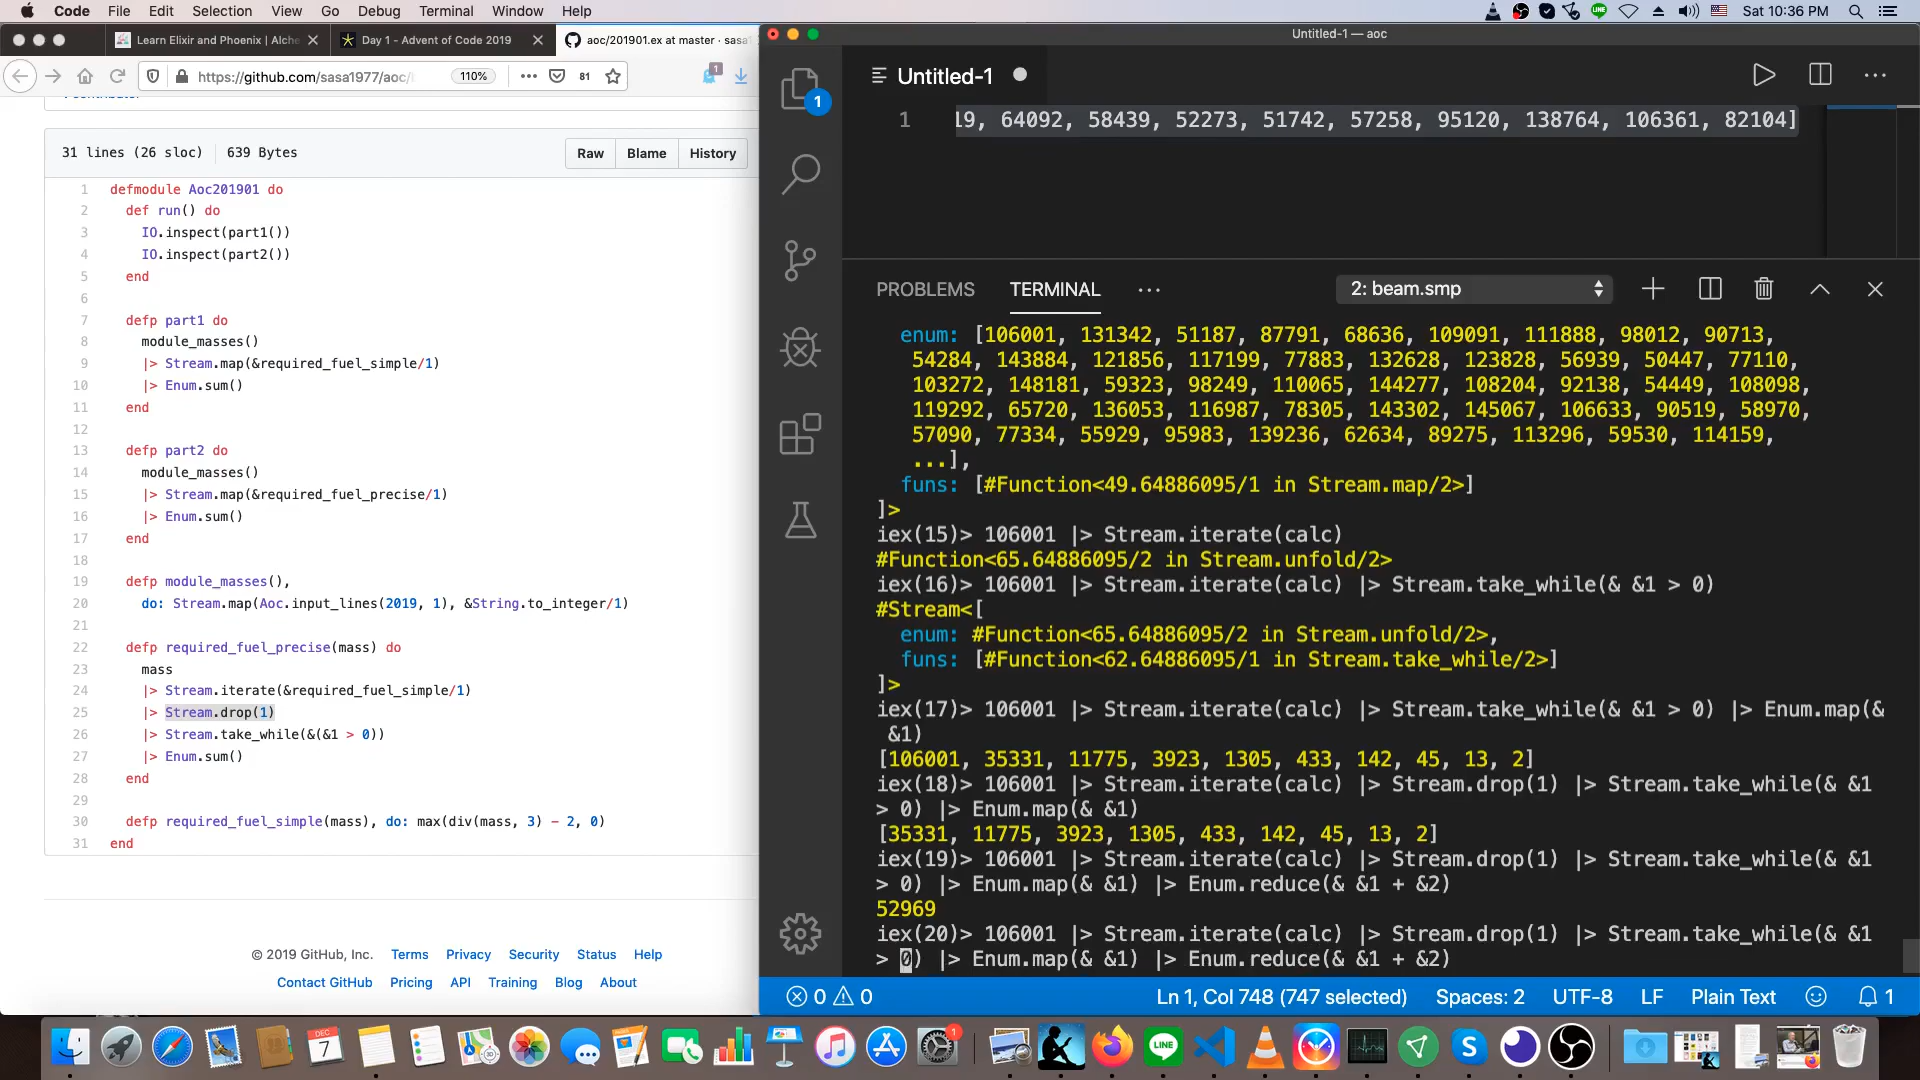 Code File Edit Selection View Go Debug Terminal Window Help
LINE
Sat 10:36 PM
Learn Elixir and Phoenix | Alche
Day 1 - Advent of Code 2019
aoc/201901.ex at master · sasa1
https://github.com/sasa1977/aoc/
110%
81
1
31 lines (26 sloc) 639 Bytes
Raw Blame History
1 defmodule Aoc201901 do
2 def run() do
3 IO.inspect(part1())
4 IO.inspect(part2())
5 end
6
7 defp part1 do
8 module_masses()
9 |> Stream.map(&required_fuel_simple/1)
10 |> Enum.sum()
11 end
12
13 defp part2 do
14 module_masses()
15 |> Stream.map(&required_fuel_precise/1)
16 |> Enum.sum()
17 end
18
19 defp module_masses(),
20 do: Stream.map(Aoc.input_lines(2019, 1), &String.to_integer/1)
21
22 defp required_fuel_precise(mass) do
23 mass
24 |> Stream.iterate(&required_fuel_simple/1)
25 |> Stream.drop(1)
26 |> Stream.take_while(&(&1 > 0))
27 |> Enum.sum()
28 end
29
30 defp required_fuel_simple(mass), do: max(div(mass, 3) - 2, 0)
31 end
© 2019 GitHub, Inc. Terms Privacy Security Status Help
Contact GitHub Pricing API Training Blog About
Untitled-1 — aoc
1
Untitled-1
1 19, 64092, 58439, 52273, 51742, 57258, 95120, 138764, 106361, 82104]
PROBLEMS TERMINAL 2: beam.smp
enum: [106001, 131342, 51187, 87791, 68636, 109091, 111888, 98012, 90713,
54284, 143884, 121856, 117199, 77883, 132628, 123828, 56939, 50447, 77110,
103272, 148181, 59323, 98249, 110065, 144277, 108204, 92138, 54449, 108098,
119292, 65720, 136053, 116987, 78305, 143302, 145067, 106633, 90519, 58970,
57090, 77334, 55929, 95983, 139236, 62634, 89275, 113296, 59530, 114159,
...],
funs: [#Function<49.64886095/1 in Stream.map/2>]
]>
iex(15)> 106001 |> Stream.iterate(calc)
#Function<65.64886095/2 in Stream.unfold/2>
iex(16)> 106001 |> Stream.iterate(calc) |> Stream.take_while(& &1 > 0)
#Stream<[
enum: #Function<65.64886095/2 in Stream.unfold/2>,
funs: [#Function<62.64886095/1 in Stream.take_while/2>]
]>
iex(17)> 106001 |> Stream.iterate(calc) |> Stream.take_while(& &1 > 0) |> Enum.map(&
&1)
[106001, 35331, 11775, 3923, 1305, 433, 142, 45, 13, 2]
iex(18)> 106001 |> Stream.iterate(calc) |> Stream.drop(1) |> Stream.take_while(& &1
> 0) |> Enum.map(& &1)
[35331, 11775, 3923, 1305, 433, 142, 45, 13, 2]
iex(19)> 106001 |> Stream.iterate(calc) |> Stream.drop(1) |> Stream.take_while(& &1
> 0) |> Enum.map(& &1) |> Enum.reduce(& &1 + &2)
52969
iex(20)> 106001 |> Stream.iterate(calc) |> Stream.drop(1) |> Stream.take_while(& &1
> 0) |> Enum.map(& &1) |> Enum.reduce(& &1 + &2)
0 0 Ln 1, Col 748 (747 selected) Spaces: 2 UTF-8 LF Plain Text 1
DEC
7
1
LINE
S